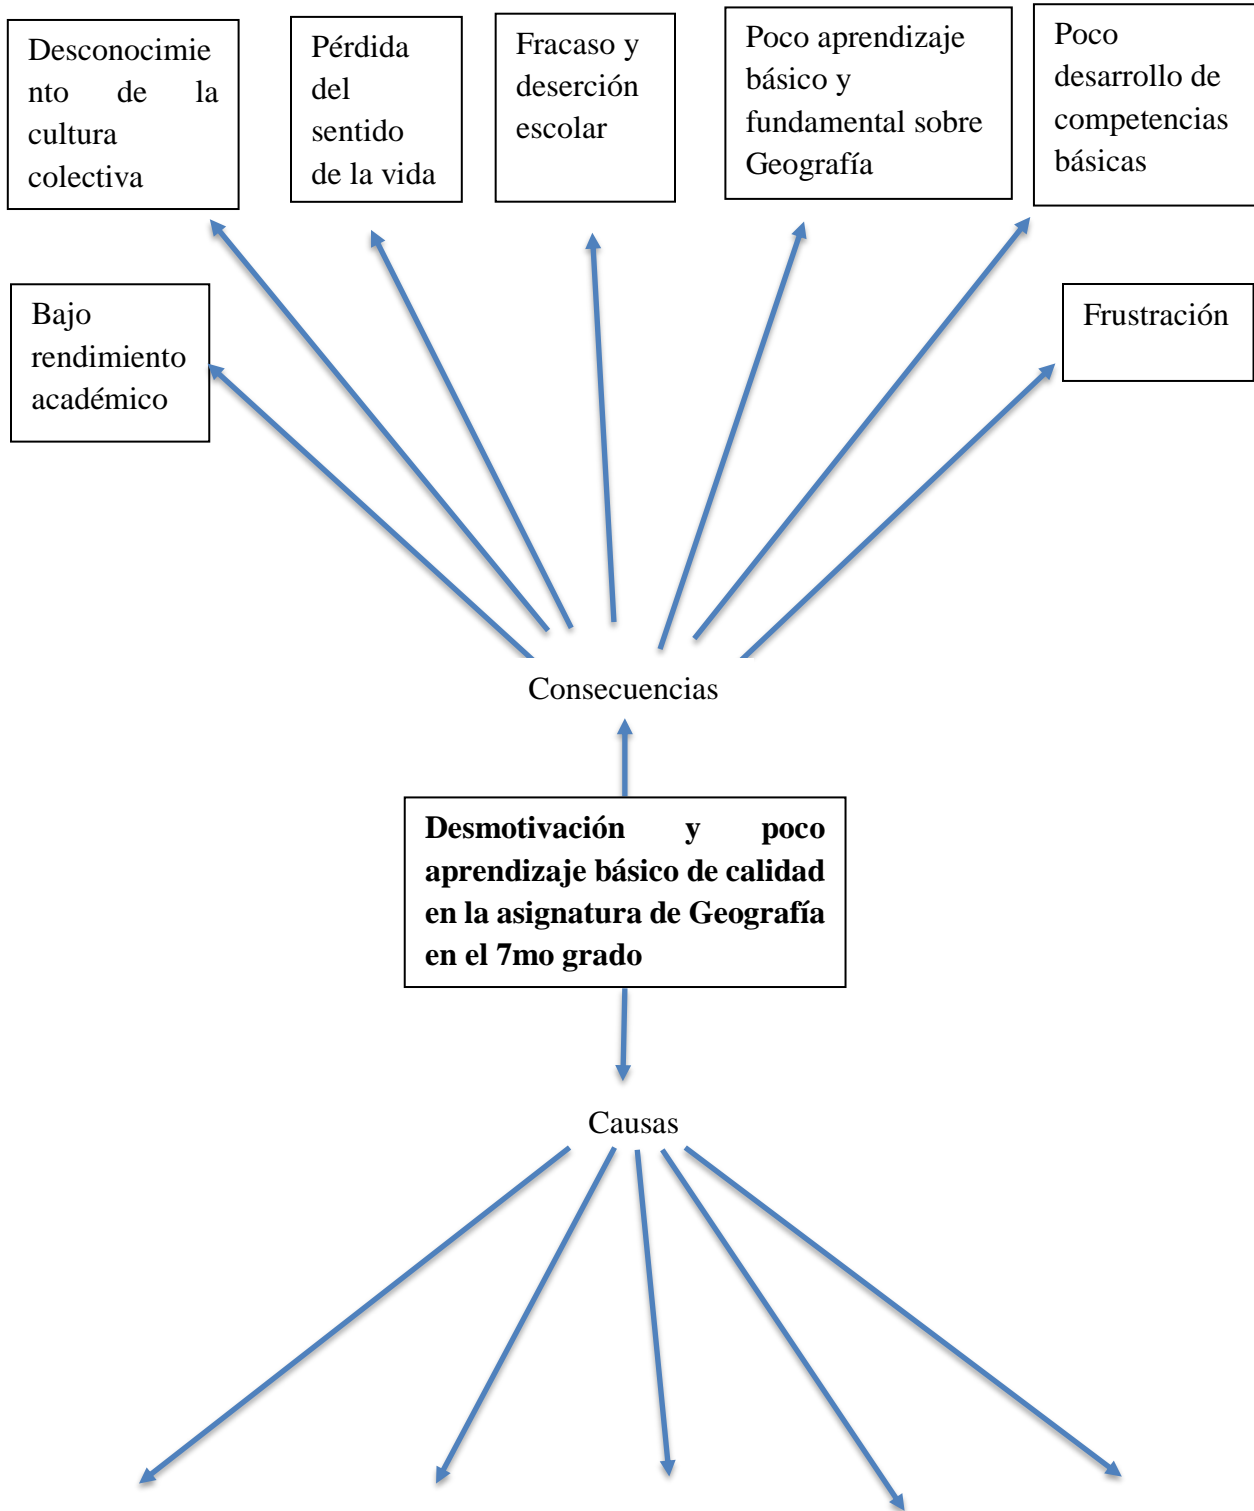 Desconocimie
nto de la
cultura
colectiva
Pérdida
del
sentido
de la vida
Fracaso y
deserción
escolar
Poco aprendizaje
básico y
fundamental sobre
Geografía
Poco
desarrollo de
competencias
básicas
Bajo
rendimiento
académico
Frustración
Consecuencias
Desmotivación y poco
aprendizaje básico de calidad
en la asignatura de Geografía
en el 7mo grado
Causas